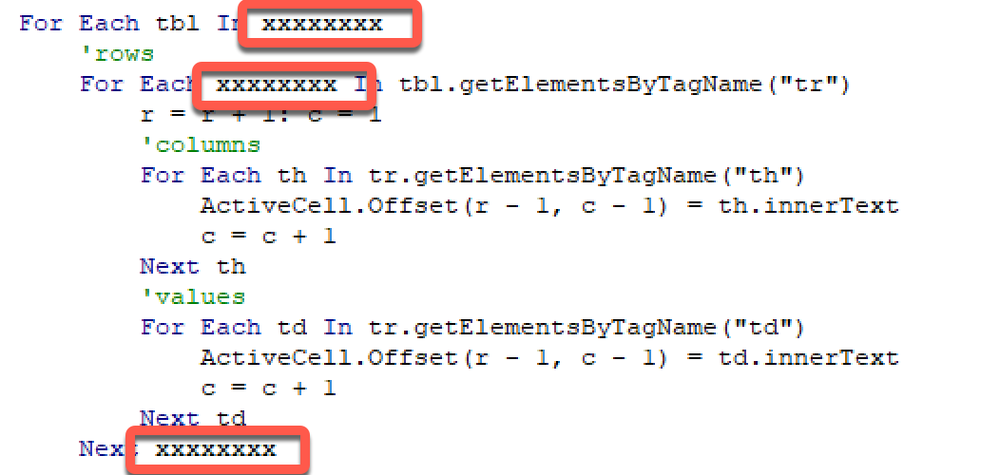 For Each tbl In xxxxxxxx
'rows
For Each xxxxxxxx In tbl.getElementsByTagName("tr")
r = r + 1: c = 1
'columns
For Each th In tr.getElementsByTagName("th")
ActiveCell.Offset(r - 1, c - 1) = th.innerText
c = c + 1
Next th
'values
For Each td In tr.getElementsByTagName("td")
ActiveCell.Offset(r - 1, c - 1) = td.innerText
c = c + 1
Next td
Next xxxxxxxx